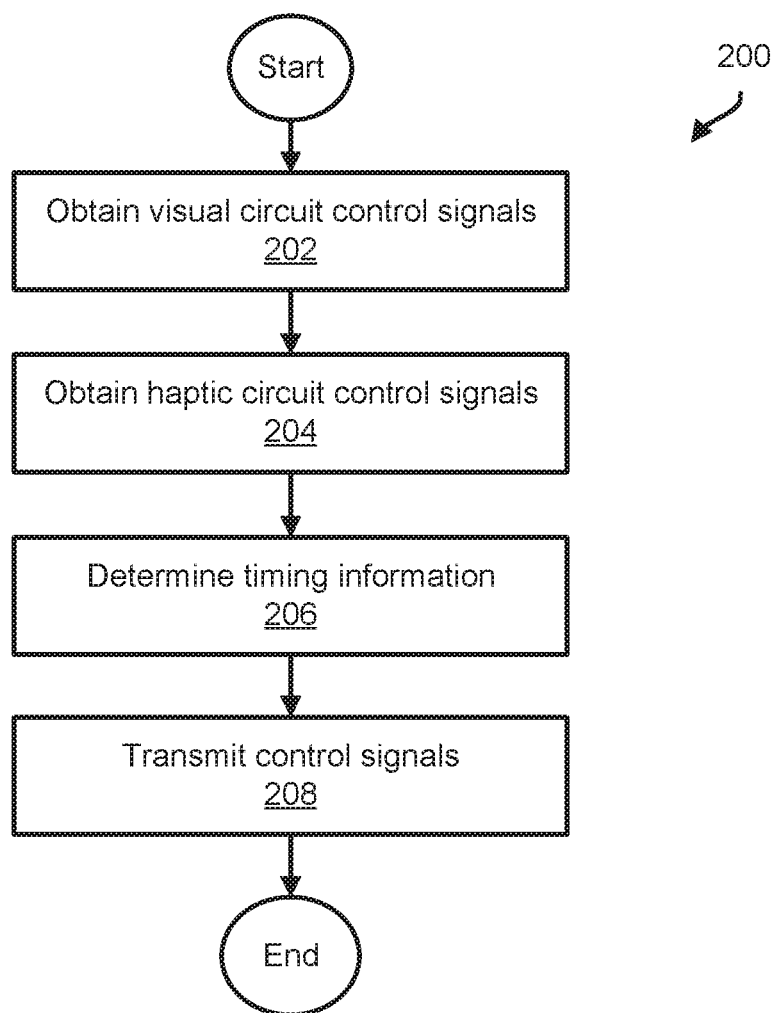 Start
200
Obtain visual circuit control signals
202
Obtain haptic circuit control signals
204
Determine timing information
206
Transmit control signals
208
End